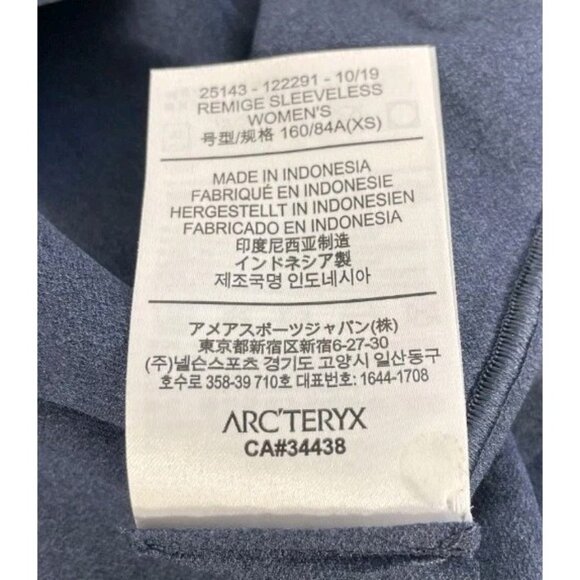 25143 - 122291 - 10/19
REMIGE SLEEVELESS
WOMEN'S
号型/规格 160/84A(XS)
MADE IN INDONESIA
FABRIQUÉ EN INDONESIE
HERGESTELLT IN INDONESIEN
FABRICADO EN INDONESIA
印度尼西亚制造
インドネシア製
제조국명 인도네시아
アメアスポーツジャパン(株)
東京都新宿区新宿6-27-30
(주)넬슨스포츠 경기도 고양시 일산동구
호수로 358-39 710호 대표번호: 1644-1708
ARC'TERYX
CA#34438